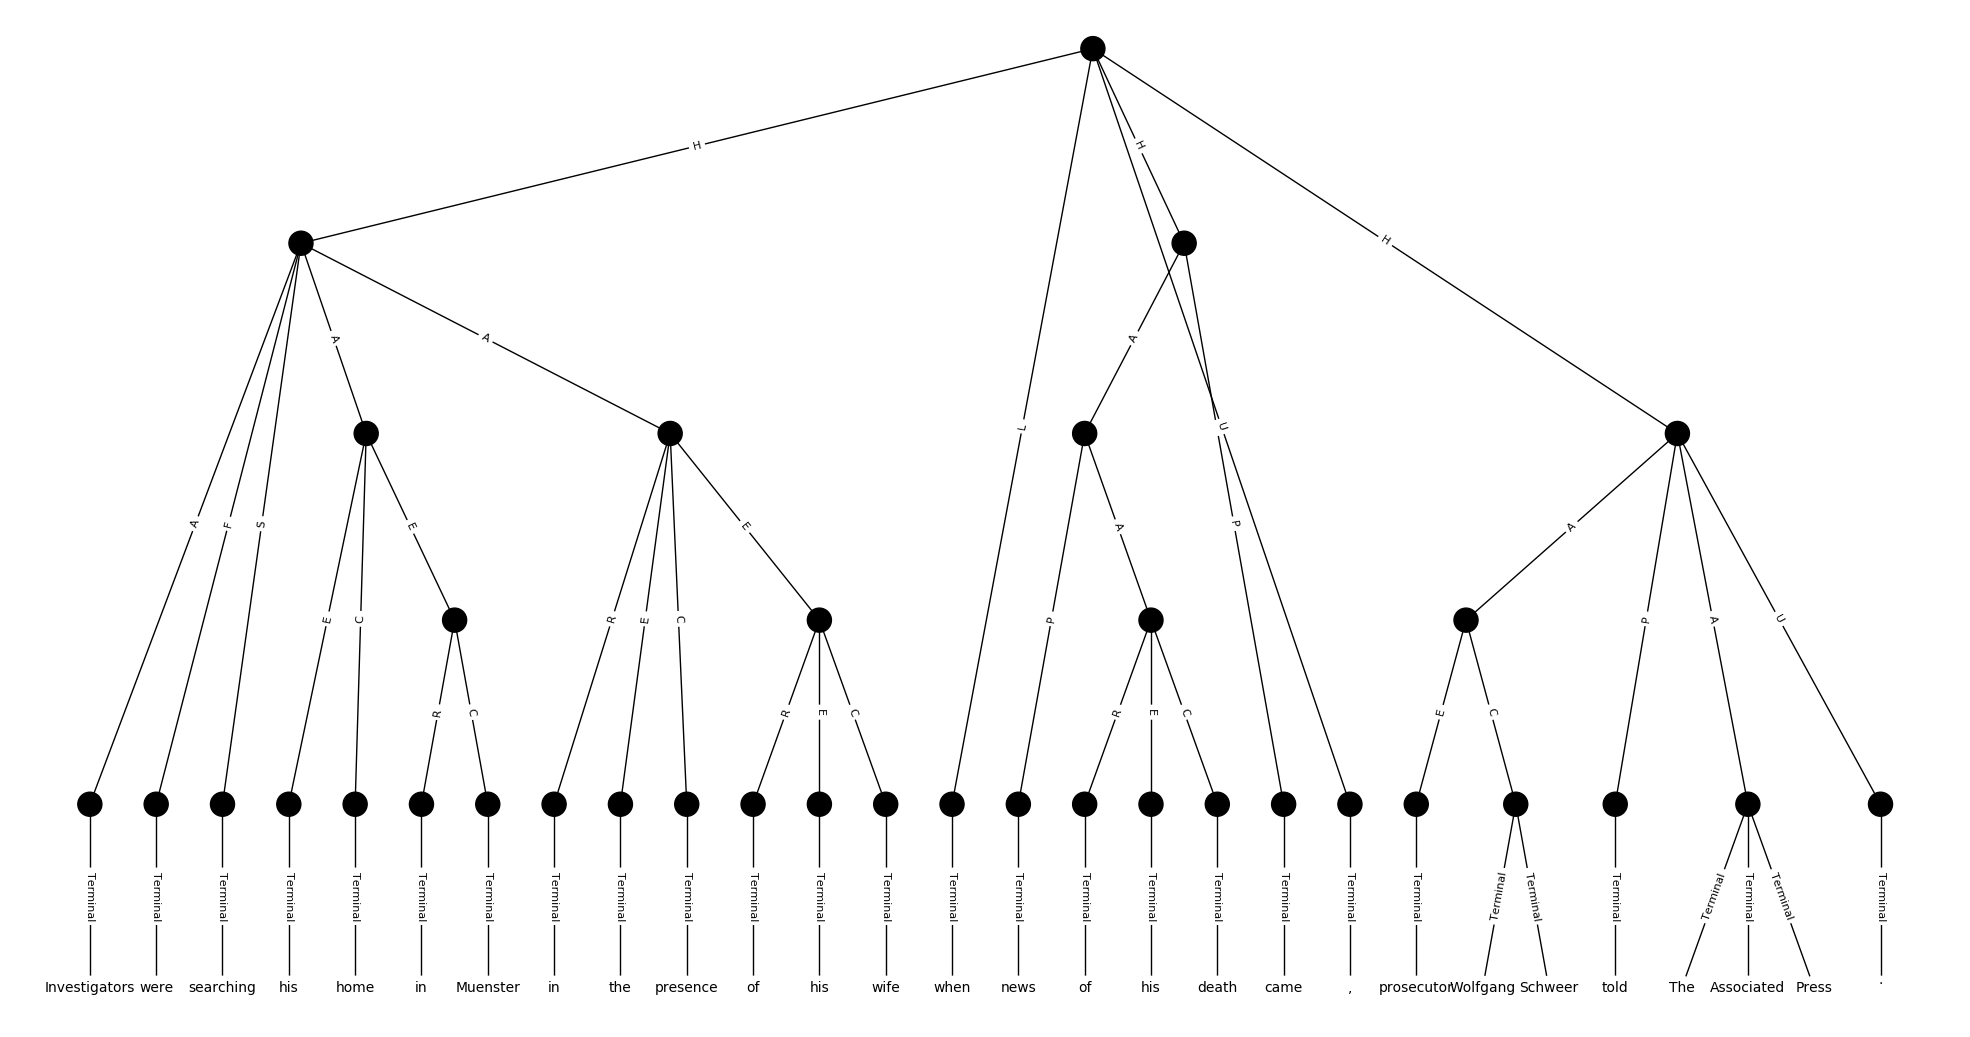 H
H
H
A
A
A
L
U
A
F
S
E
E
A
P
A
E
C
R
E
C
P
P
A
U
R
C
R
E
C
R
E
C
E
C
Terminal Terminal Terminal Terminal Terminal Terminal Terminal Terminal Terminal Terminal Terminal Terminal Terminal Terminal Terminal Terminal Terminal Terminal Terminal Terminal Terminal Terminal Terminal Terminal Terminal Terminal Terminal Terminal
Investigators were searching his home in Muenster in the presence of his wife when news of his death came , prosecutor Wolfgang Schweer told The Associated Press .